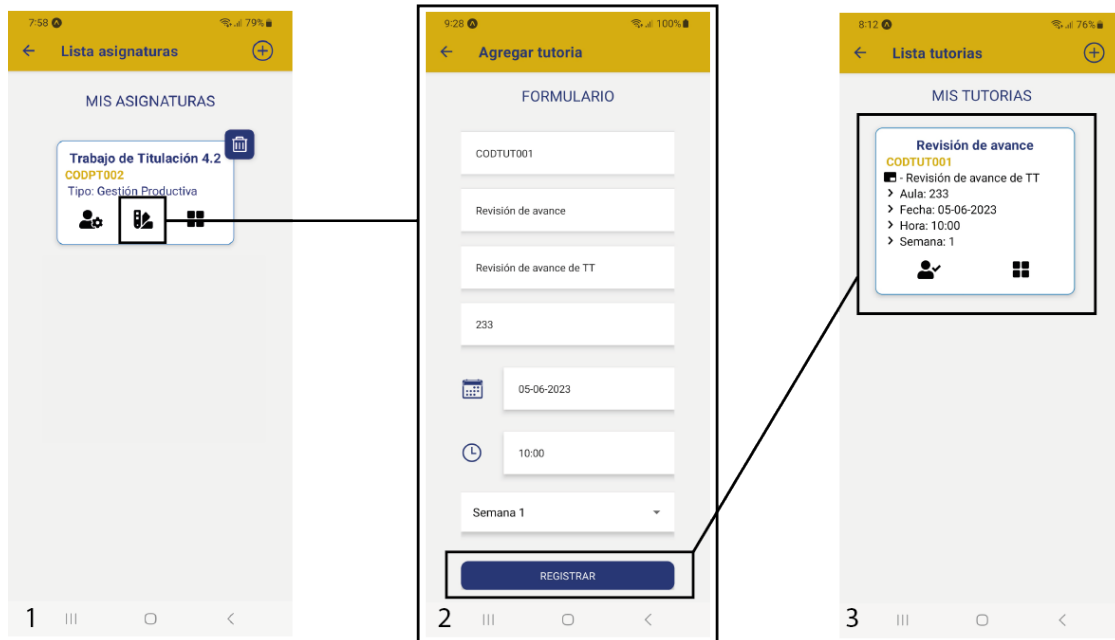 7:58
79%
Lista asignaturas
MIS ASIGNATURAS
Trabajo de Titulación 4.2
CODPT002
Tipo: Gestión Productiva
1
9:28
100%
Agregar tutoria
FORMULARIO
CODTUT001
Revisión de avance
Revisión de avance de TT
233
05-06-2023
10:00
Semana 1
REGISTRAR
2
8:12
76%
Lista tutorias
MIS TUTORIAS
Revisión de avance
CODTUT001
- Revisión de avance de TT
> Aula: 233
> Fecha: 05-06-2023
> Hora: 10:00
> Semana: 1
3